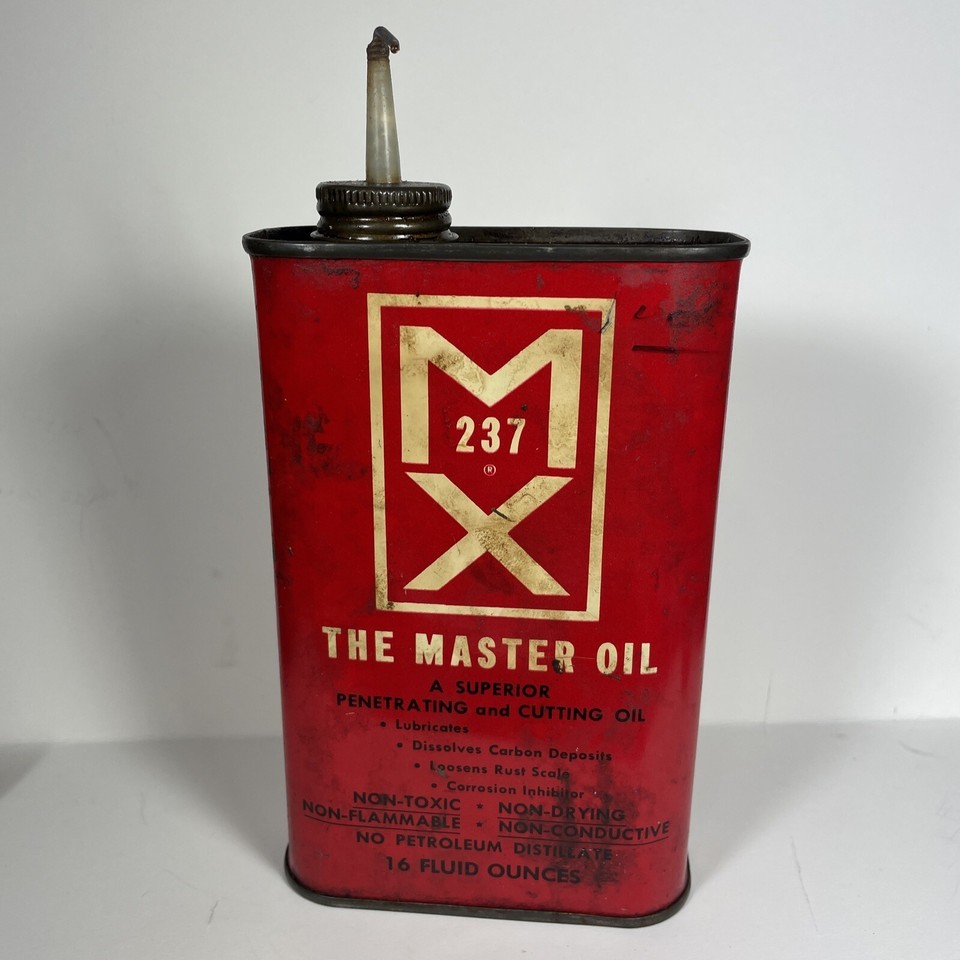 M
237
®
X
THE MASTER OIL
A SUPERIOR
PENETRATING and CUTTING OIL
• Lubricates
• Dissolves Carbon Deposits
• Loosens Rust Scale
• Corrosion Inhibitor
NON-TOXIC * NON-DRYING
NON-FLAMMABLE * NON-CONDUCTIVE
NO PETROLEUM DISTILLATE
16 FLUID OUNCES